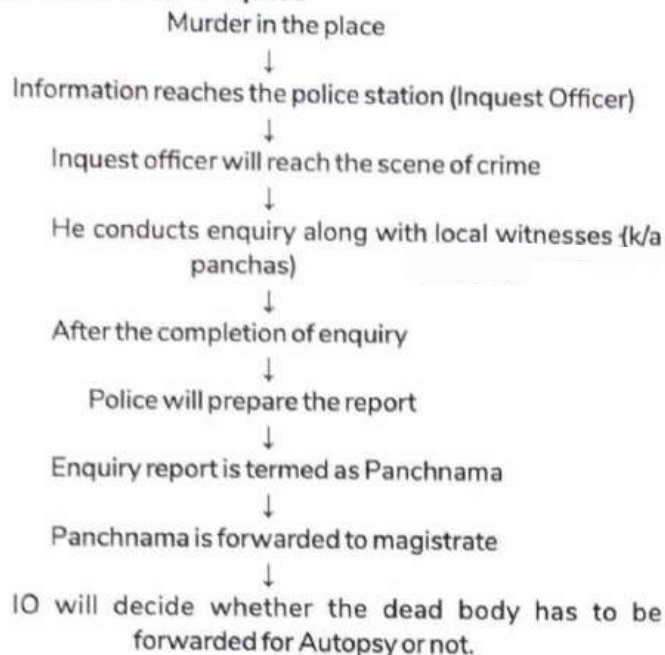 Murder in the place
↓
Information reaches the police station (Inquest Officer)
↓
Inquest officer will reach the scene of crime
↓
He conducts enquiry along with local witnesses {k/a
panchas)
↓
After the completion of enquiry
↓
Police will prepare the report
↓
Enquiry report is termed as Panchnama
↓
Panchnama is forwarded to magistrate
↓
IO will decide whether the dead body has to be
forwarded for Autopsy or not.